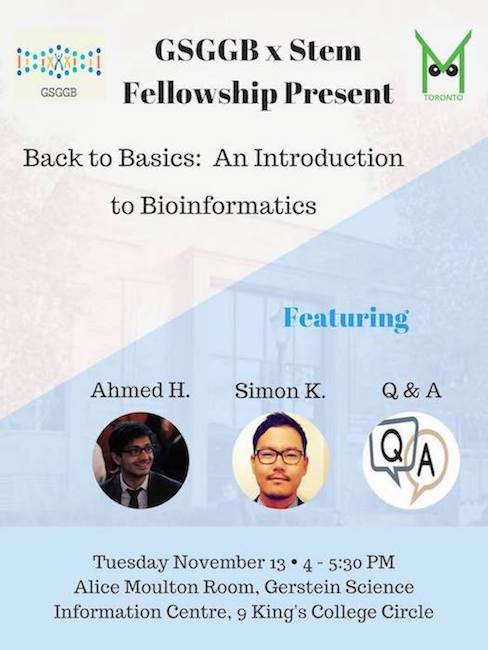 GSGGB x Stem
Fellowship Present
GSGGB
TORONTO
Back to Basics: An Introduction
to Bioinformatics
Featuring
Ahmed H.
Simon K.
Q & A
Q A
Tuesday November 13 • 4 - 5:30 PM
Alice Moulton Room, Gerstein Science
Information Centre, 9 King's College Circle